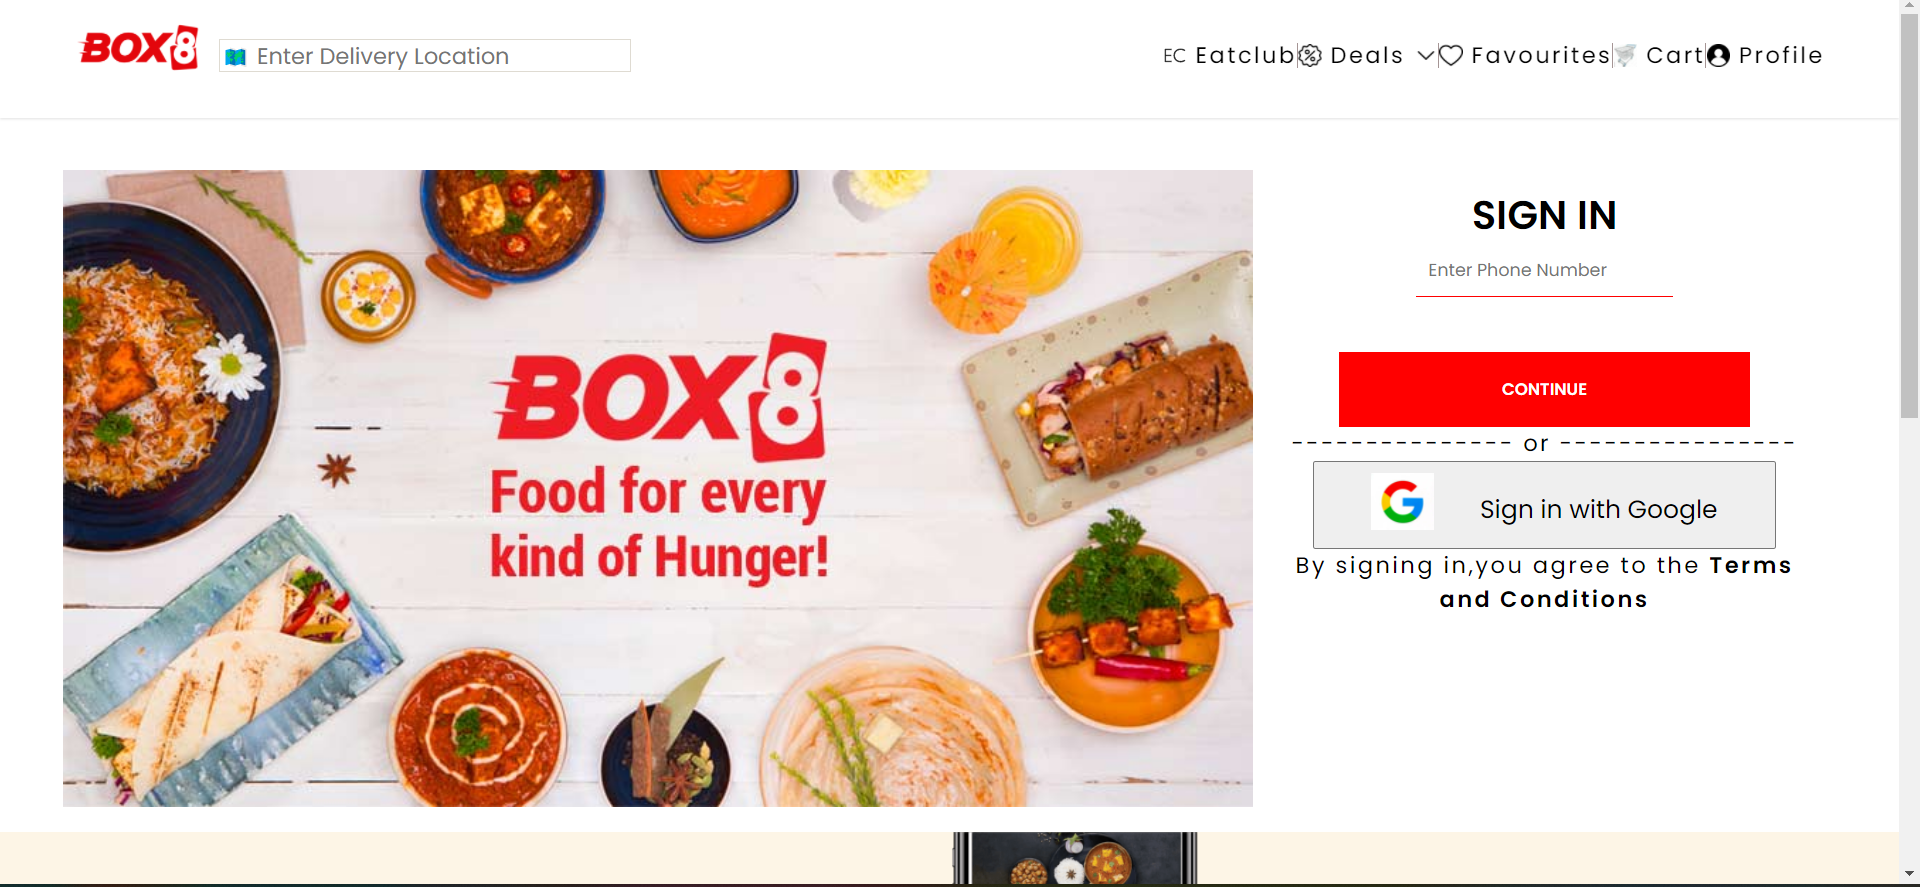 BOX8
Enter Delivery Location
EC Eatclub
Deals
Favourites
Cart
Profile
BOX8
Food for every
kind of Hunger!
SIGN IN
Enter Phone Number
CONTINUE
--------------- or ----------------
Sign in with Google
By signing in,you agree to the Terms
and Conditions